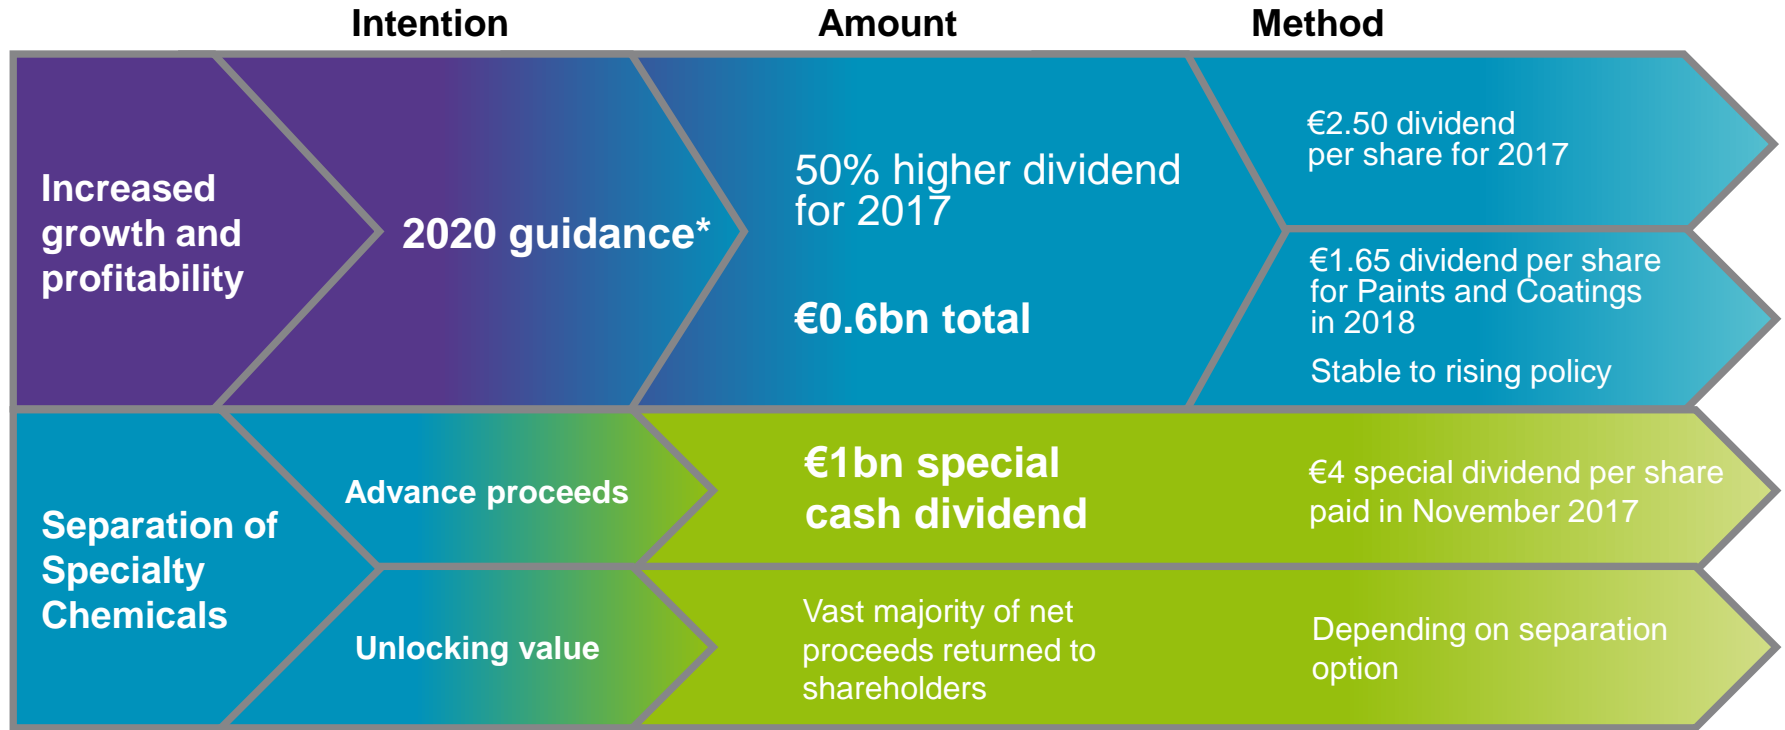 Intention
Amount
Method
Increased
growth and
profitability
2020 guidance*
50% higher dividend
for 2017
€0.6bn total
€2.50 dividend
per share for 2017
€1.65 dividend per share
for Paints and Coatings
in 2018
Stable to rising policy
Separation of
Specialty
Chemicals
Advance proceeds
€1bn special
cash dividend
€4 special dividend per share
paid in November 2017
Unlocking value
Vast majority of net
proceeds returned to
shareholders
Depending on separation
option